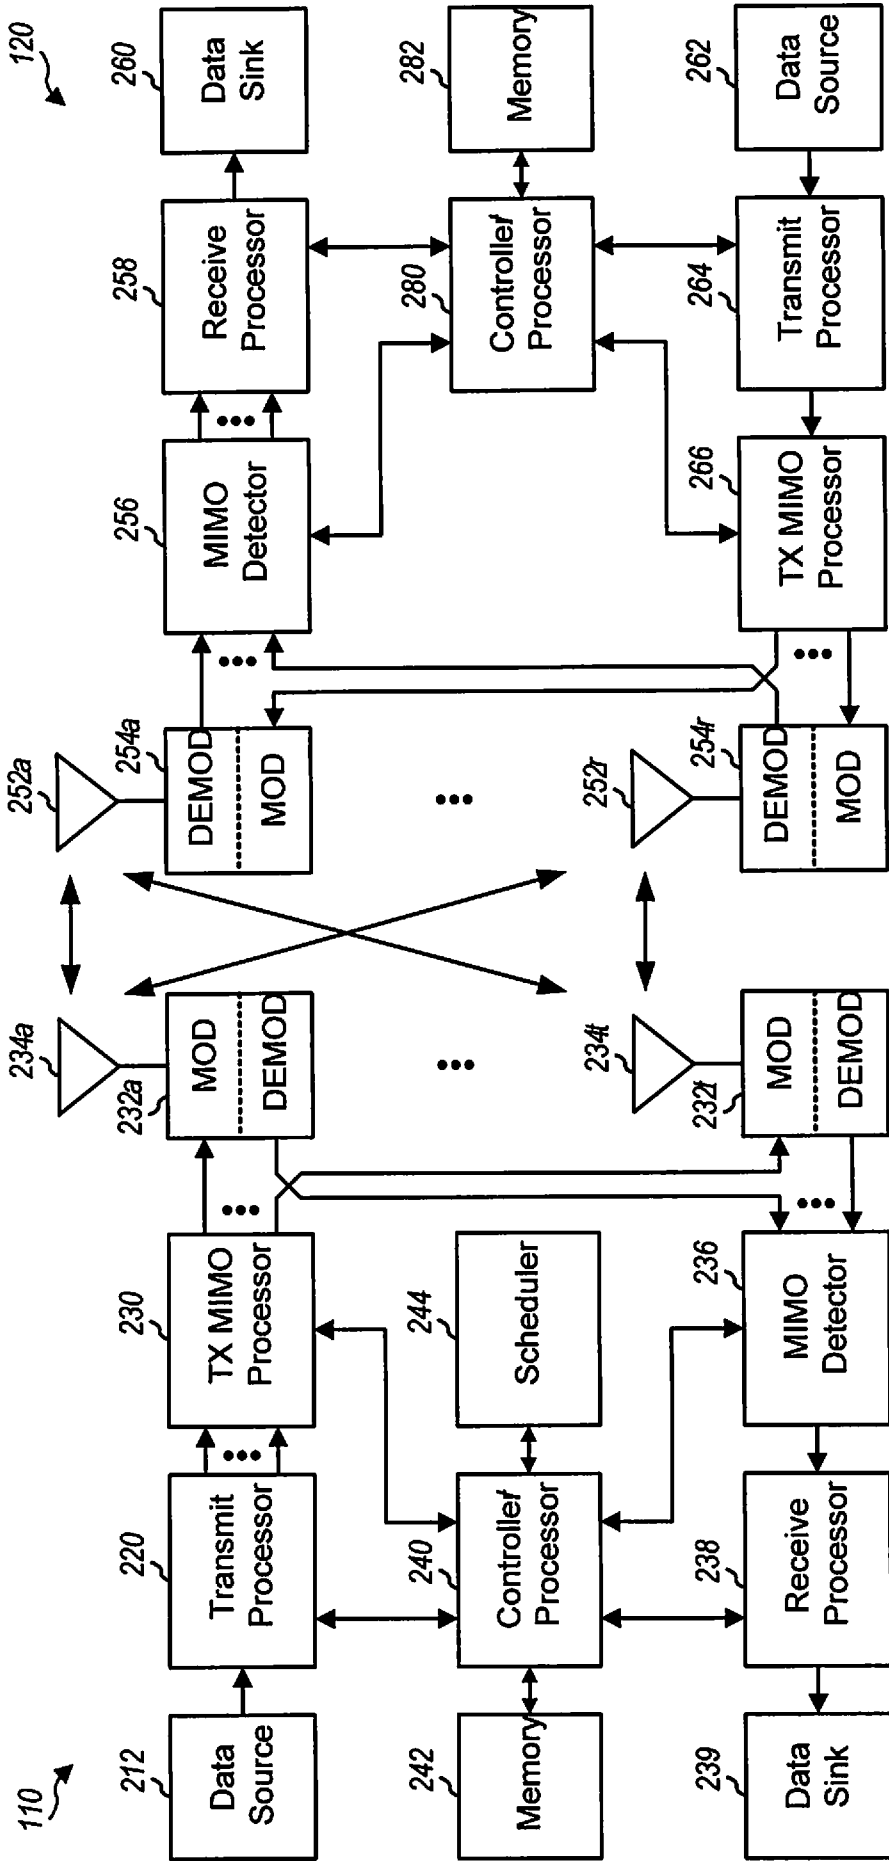 110
120
212
Data
Source
220
Transmit
Processor
230
TX MIMO
Processor
232a
MOD
DEMOD
234a
252a
254a
DEMOD
MOD
256
MIMO
Detector
258
Receive
Processor
260
Data
Sink
242
Memory
240
Controller/
Processor
244
Scheduler
280
Controller/
Processor
282
Memory
239
Data
Sink
238
Receive
Processor
236
MIMO
Detector
232t
MOD
DEMOD
234t
252r
254r
DEMOD
MOD
266
TX MIMO
Processor
264
Transmit
Processor
262
Data
Source